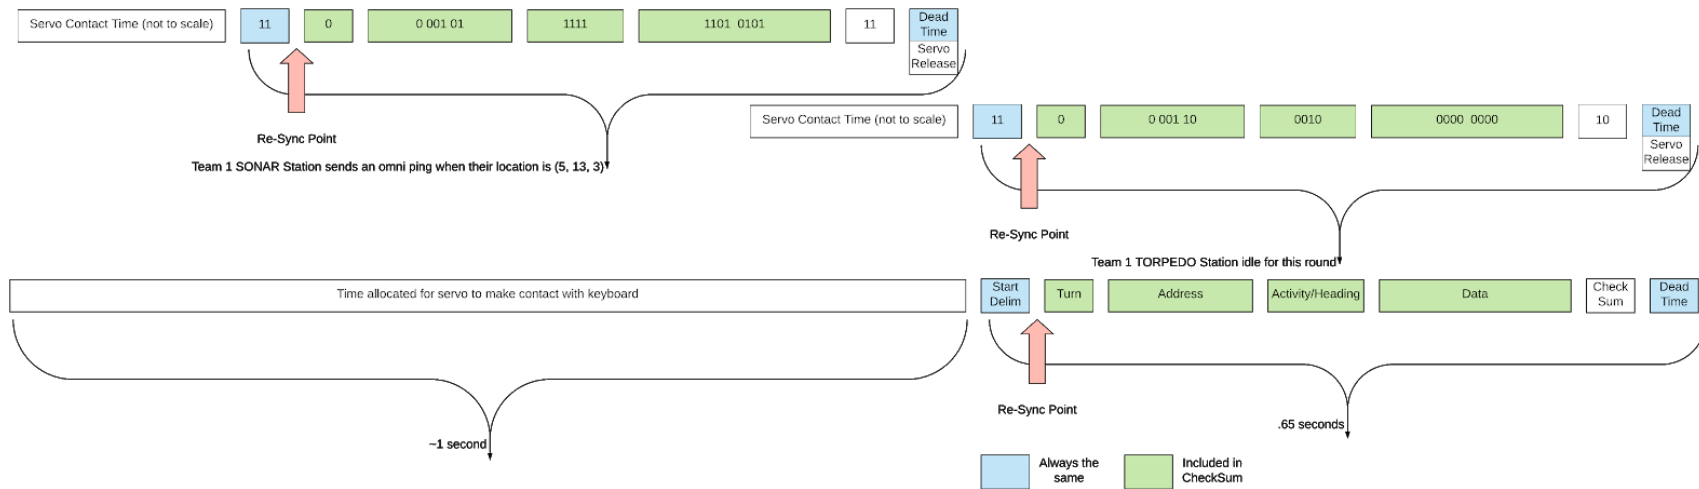 Servo Contact Time (not to scale)
11
0
0 001 01
1111
1101 0101
11
Dead
Time
Servo
Release
Re-Sync Point
Team 1 SONAR Station sends an omni ping when their location is (5, 13, 3)
Servo Contact Time (not to scale)
11
0
0 001 10
0010
0000 0000
10
Dead
Time
Servo
Release
Re-Sync Point
Team 1 TORPEDO Station idle for this round
Time allocated for servo to make contact with keyboard
Start
Delim
Turn
Address
Activity/Heading
Data
Check
Sum
Dead
Time
Re-Sync Point
~1 second
.65 seconds
Always the
same
Included in
CheckSum